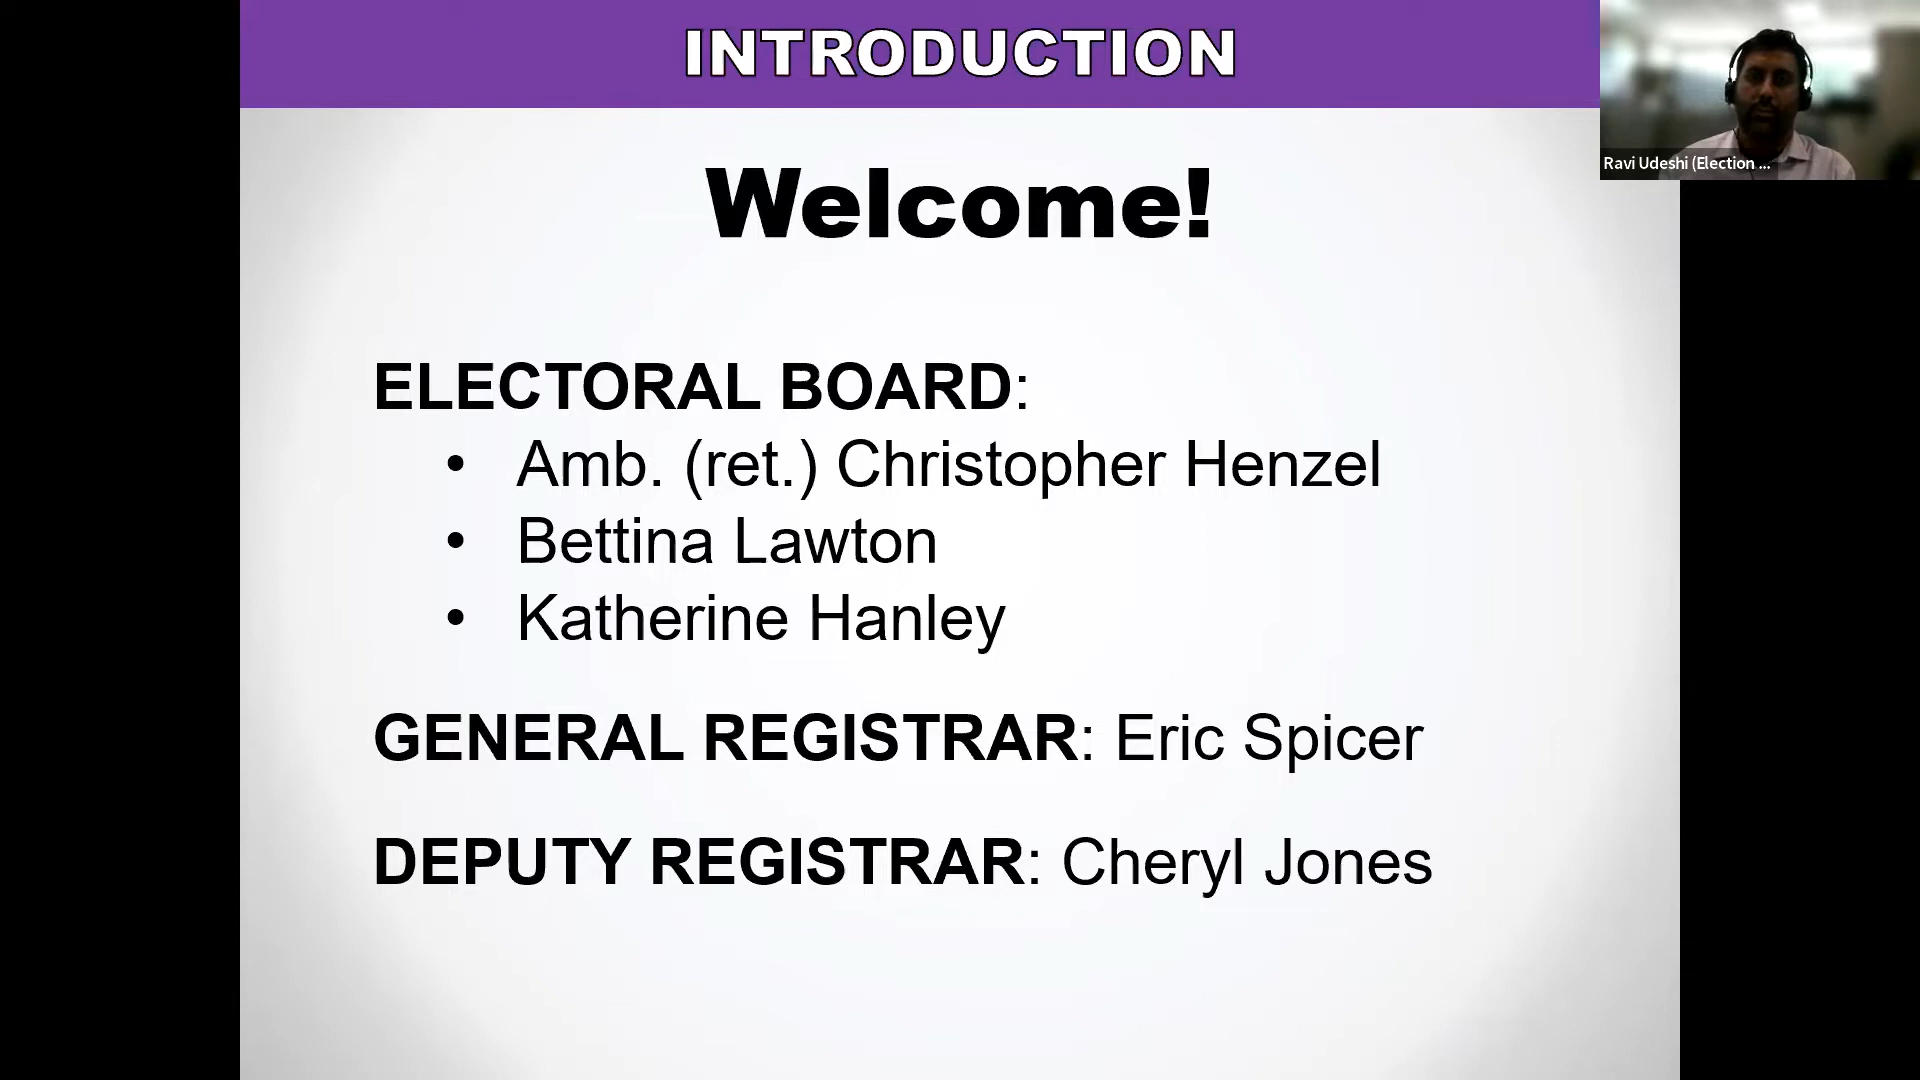 INTRODUCTION
Ravi Udeshi (Election ...
Welcome!
ELECTORAL BOARD:
• Amb. (ret.) Christopher Henzel
• Bettina Lawton
• Katherine Hanley
GENERAL REGISTRAR: Eric Spicer
DEPUTY REGISTRAR: Cheryl Jones